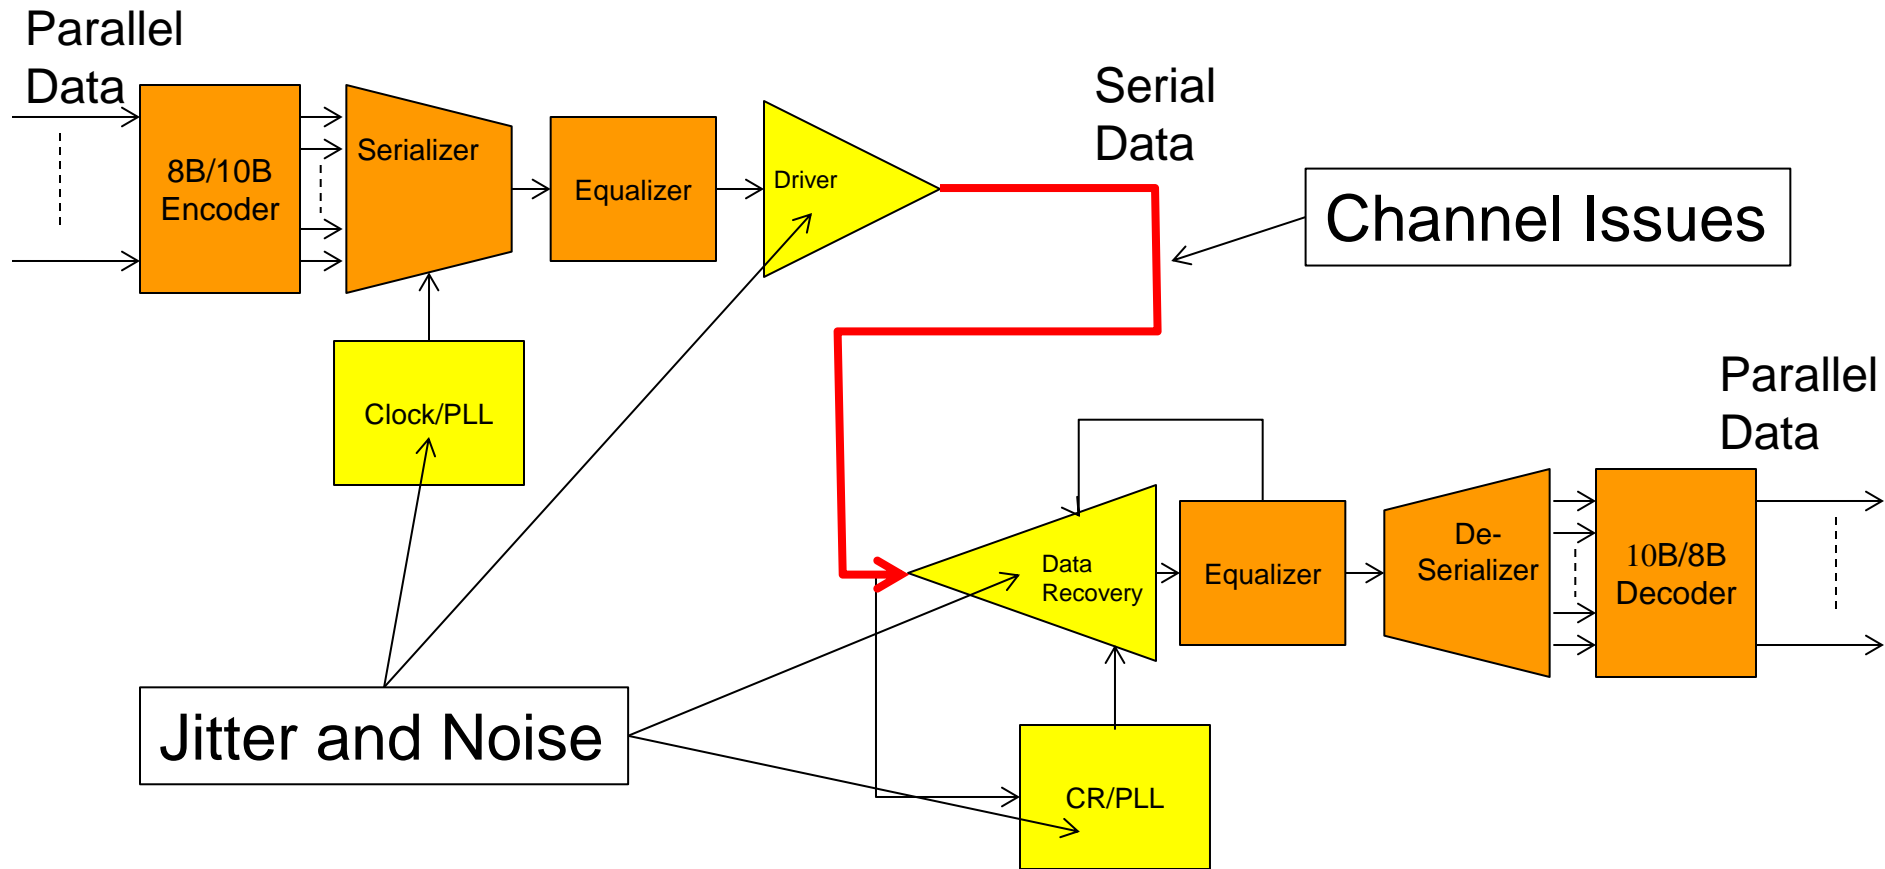 Parallel
Data
8B/10B
Encoder
Serializer
Equalizer
Driver
Serial
Data
Channel Issues
Clock/PLL
Parallel
Data
Data
Recovery
Equalizer
De-
Serializer
10B/8B
Decoder
Jitter and Noise
CR/PLL